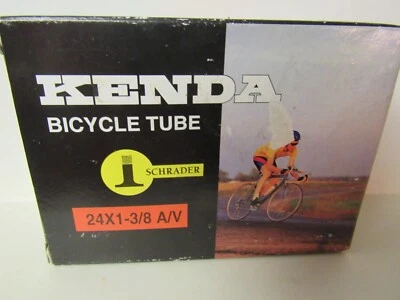 KENDA
BICYCLE TUBE
SCHRADER
24X1-3/8 A/V